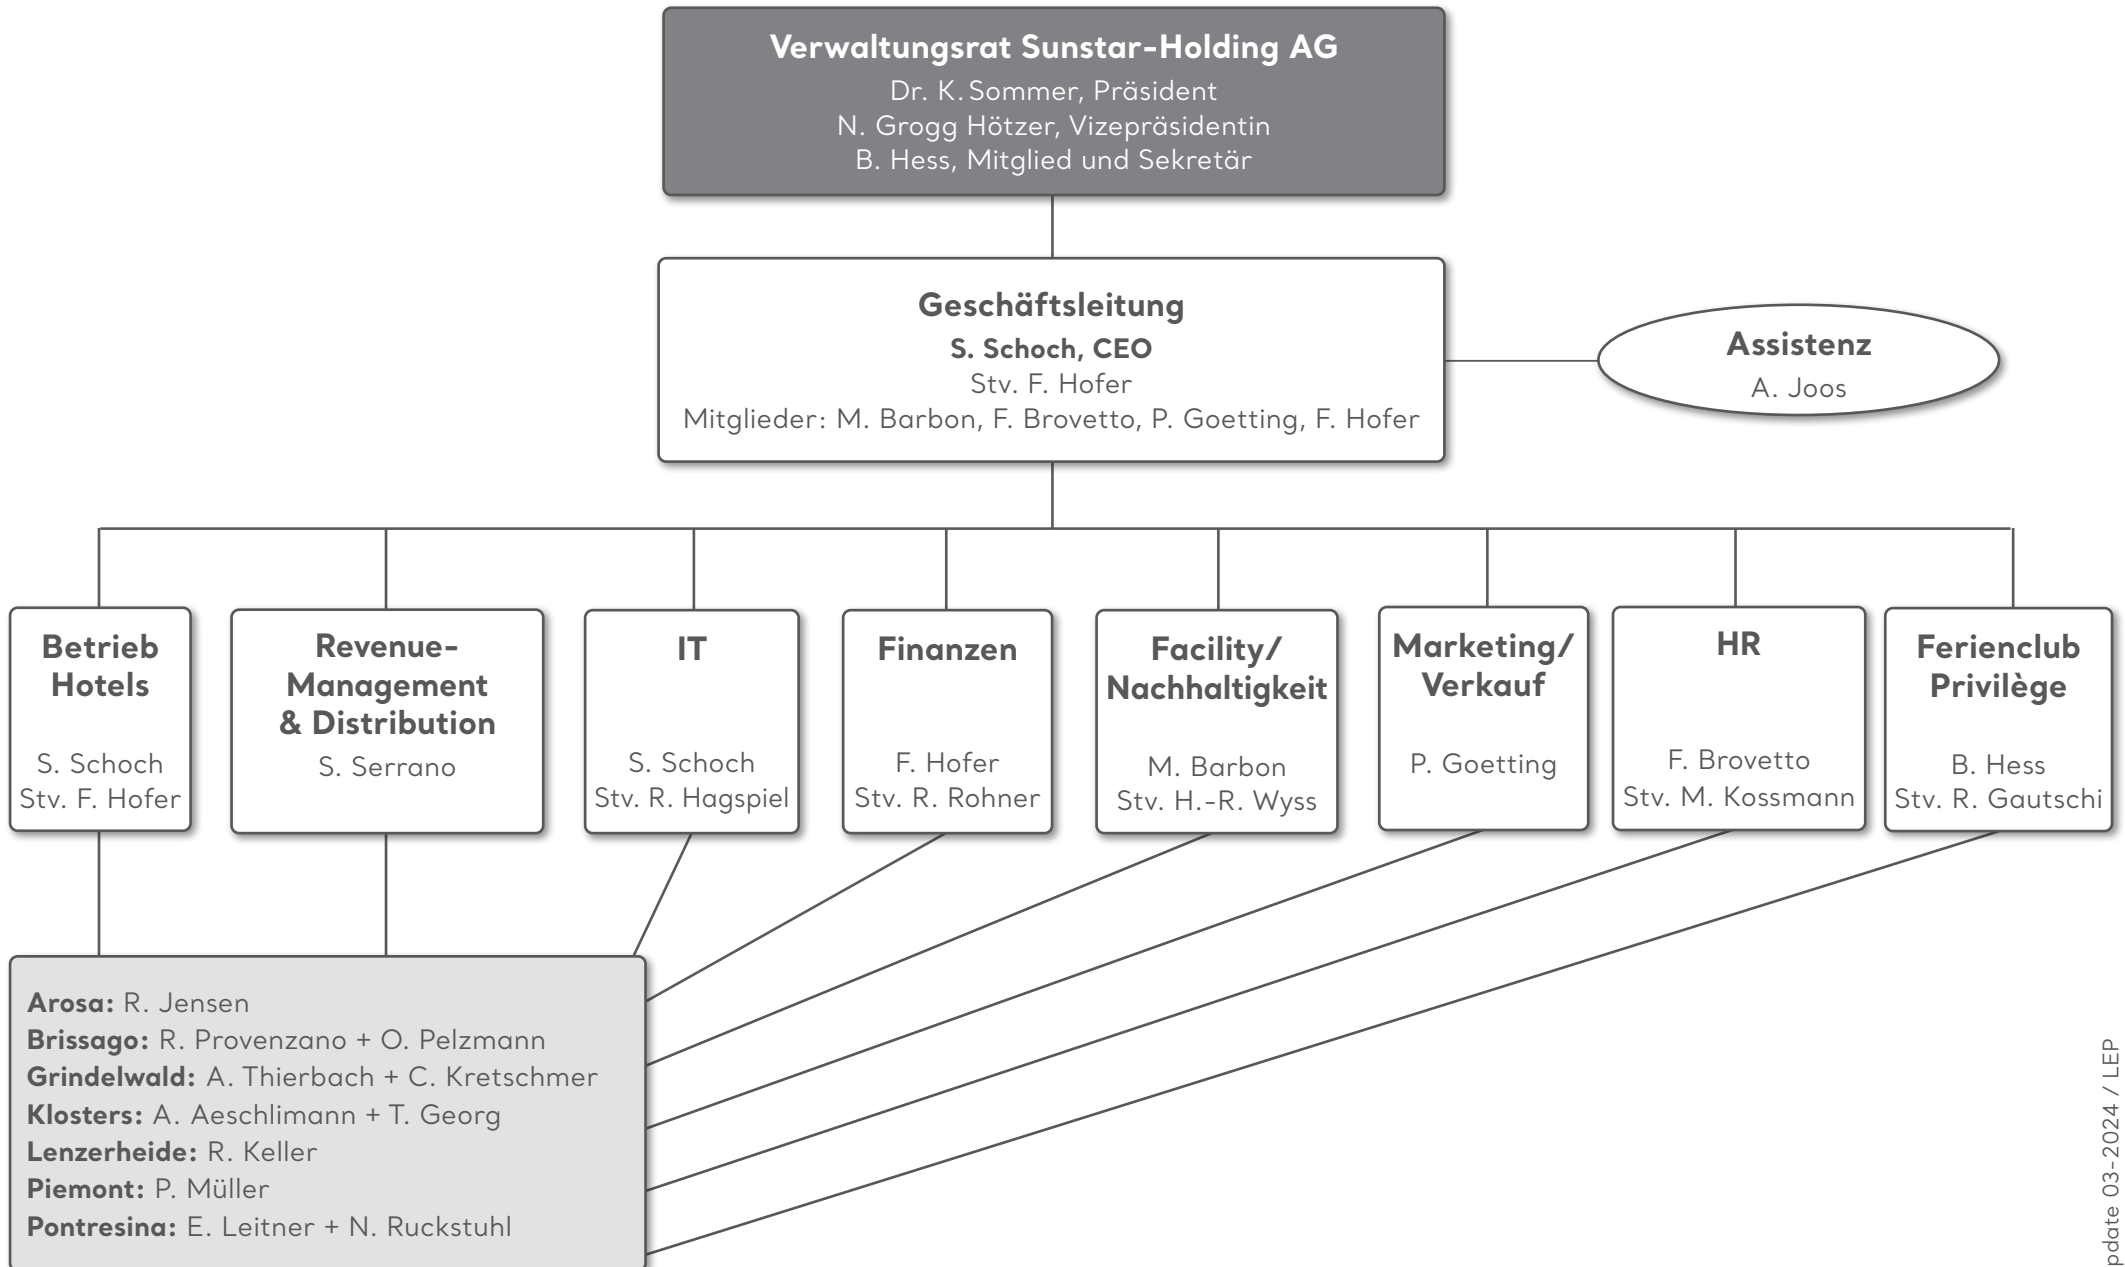 Verwaltungsrat Sunstar-Holding AG
Dr. K. Sommer, Präsident
N. Grogg Hötzer, Vizepräsidentin
B. Hess, Mitglied und Sekretär
Geschäftsleitung
S. Schoch, CEO
Stv. F. Hofer
Mitglieder: M. Barbon, F. Brovetto, P. Goetting, F. Hofer
Assistenz
A. Joos
Betrieb
Hotels
S. Schoch
Stv. F. Hofer
Revenue-
Management
& Distribution
S. Serrano
IT
S. Schoch
Stv. R. Hagspiel
Finanzen
F. Hofer
Stv. R. Rohner
Facility/
Nachhaltigkeit
M. Barbon
Stv. H.-R. Wyss
Marketing/
Verkauf
P. Goetting
HR
F. Brovetto
Stv. M. Kossmann
Ferienclub
Privilège
B. Hess
Stv. R. Gautschi
Arosa: R. Jensen
Brissago: R. Provenzano + O. Pelzmann
Grindelwald: A. Thierbach + C. Kretschmer
Klosters: A. Aeschlimann + T. Georg
Lenzerheide: R. Keller
Piemont: P. Müller
Pontresina: E. Leitner + N. Ruckstuhl
pdate 03-2024 / LEP